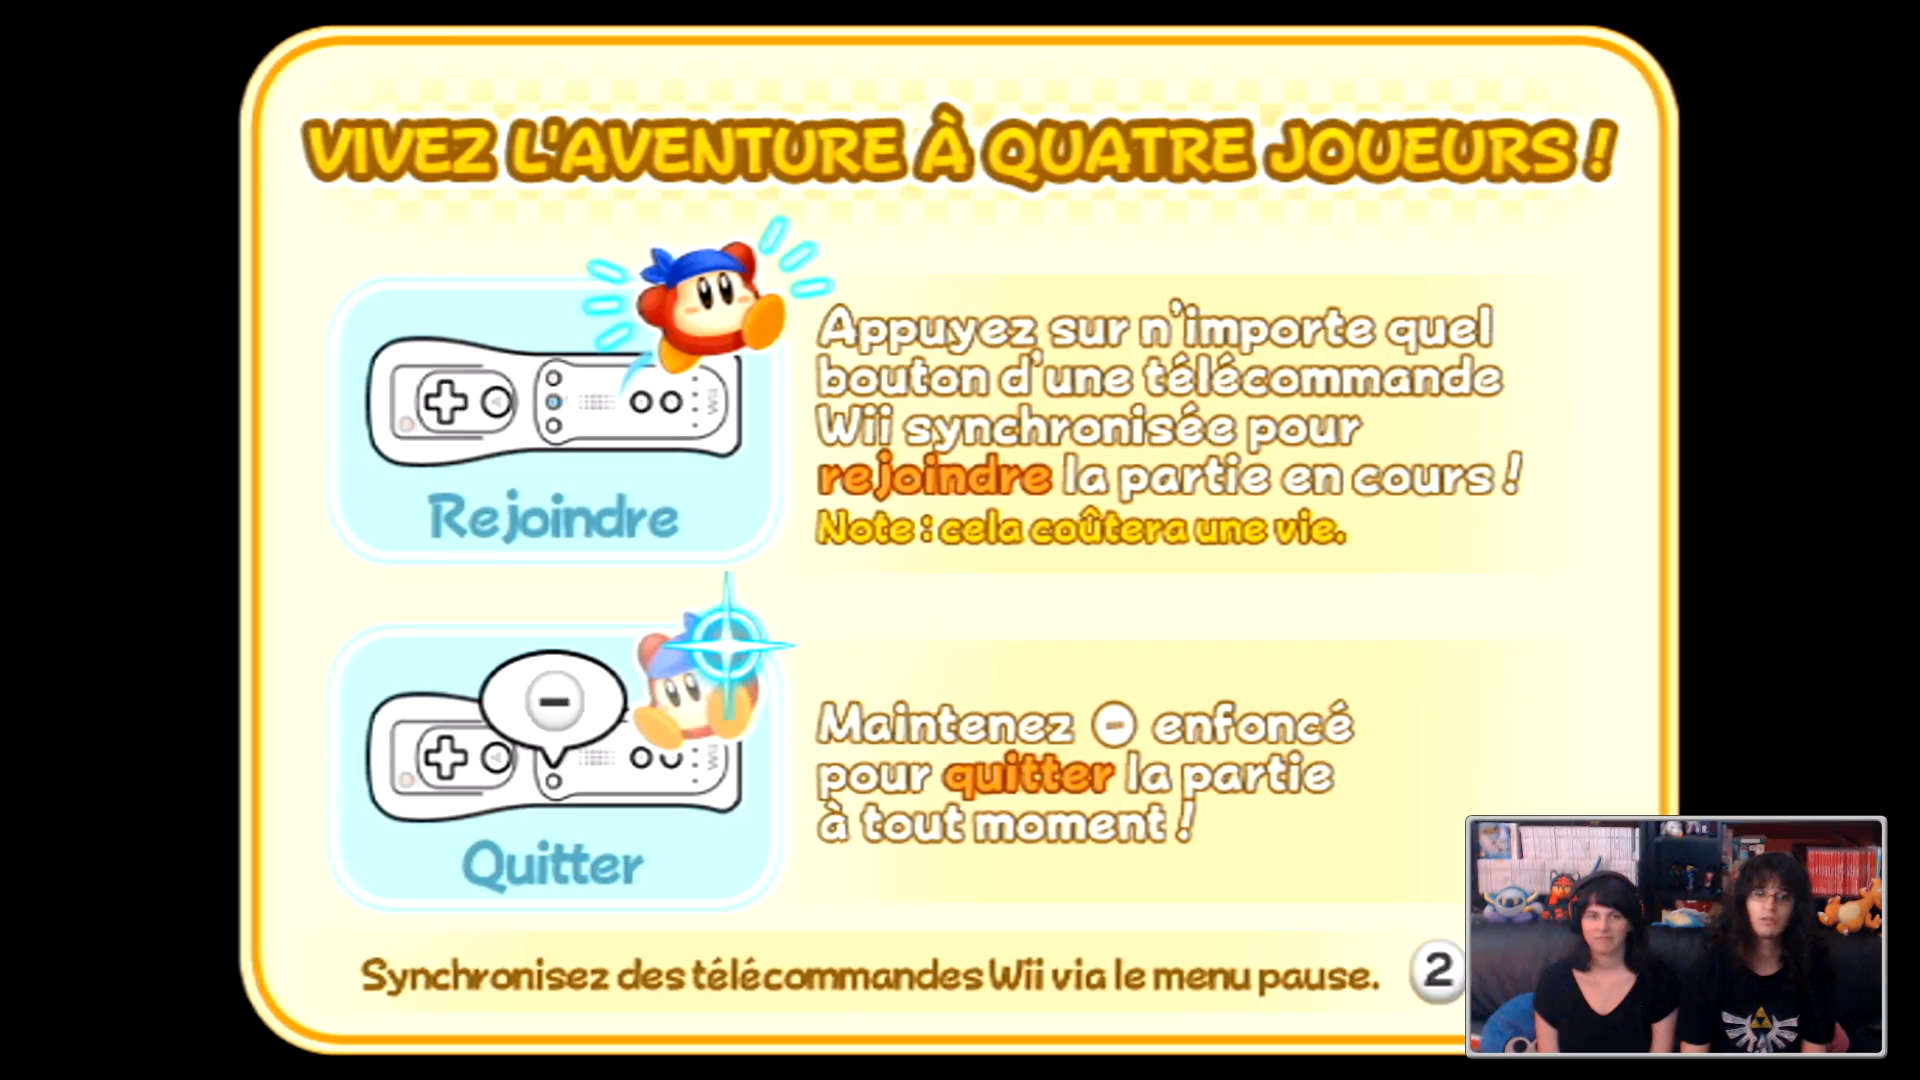 VIVEZ L'AVENTURE À QUATRE JOUEURS !
Appuyez sur n'importe quel
bouton d'une télécommande
Wii synchronisée pour
rejoindre la partie en cours !
Note : cela coûtera une vie.
Wii
Rejoindre
Maintenez - enfoncé
pour quitter la partie
à tout moment !
-
Wii
Quitter
Synchronisez des télécommandes Wii via le menu pause.
2